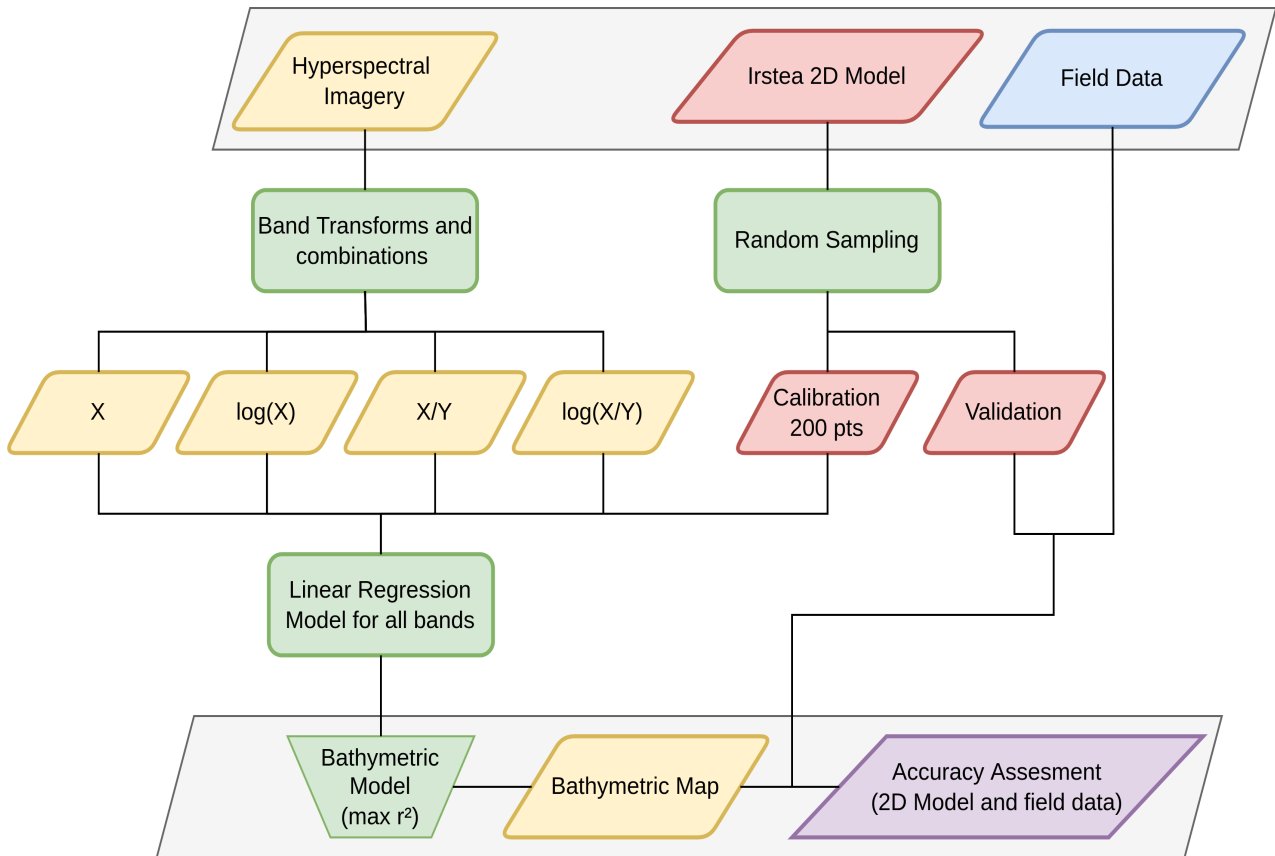 Hyperspectral
Imagery
Irstea 2D Model
Field Data
Band Transforms and
combinations
Random Sampling
X
log(X)
X/Y
log(X/Y)
Calibration
200 pts
Validation
Linear Regression
Model for all bands
Bathymetric
Model
(max r²)
Bathymetric Map
Accuracy Assesment
(2D Model and field data)